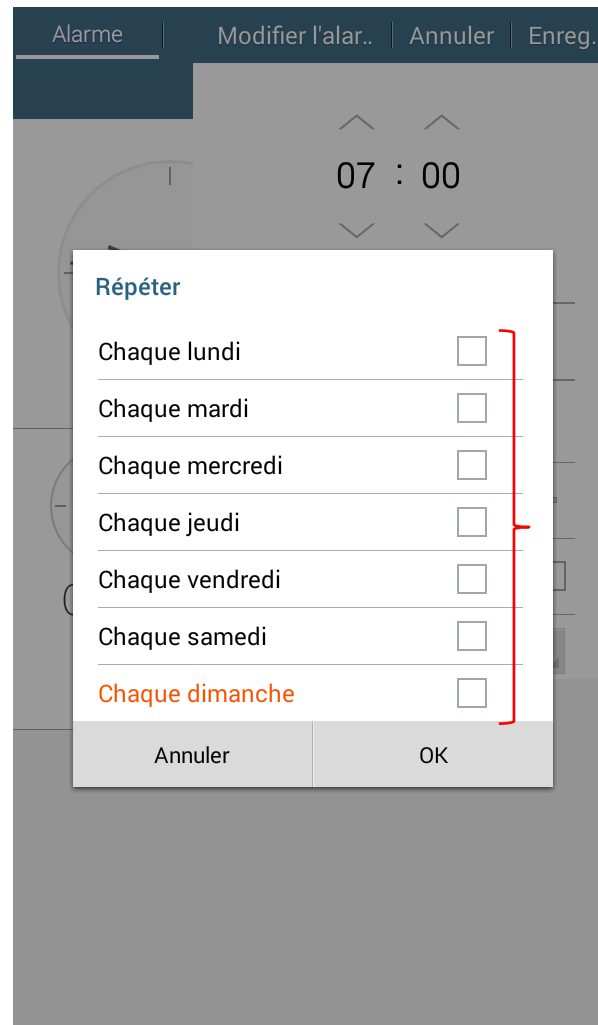 Alarme
Modifier l'alar.. Annuler Enreg.
07 : 00
Répéter
Chaque lundi
Chaque mardi
Chaque mercredi
Chaque jeudi
Chaque vendredi
Chaque samedi
Chaque dimanche
Annuler OK